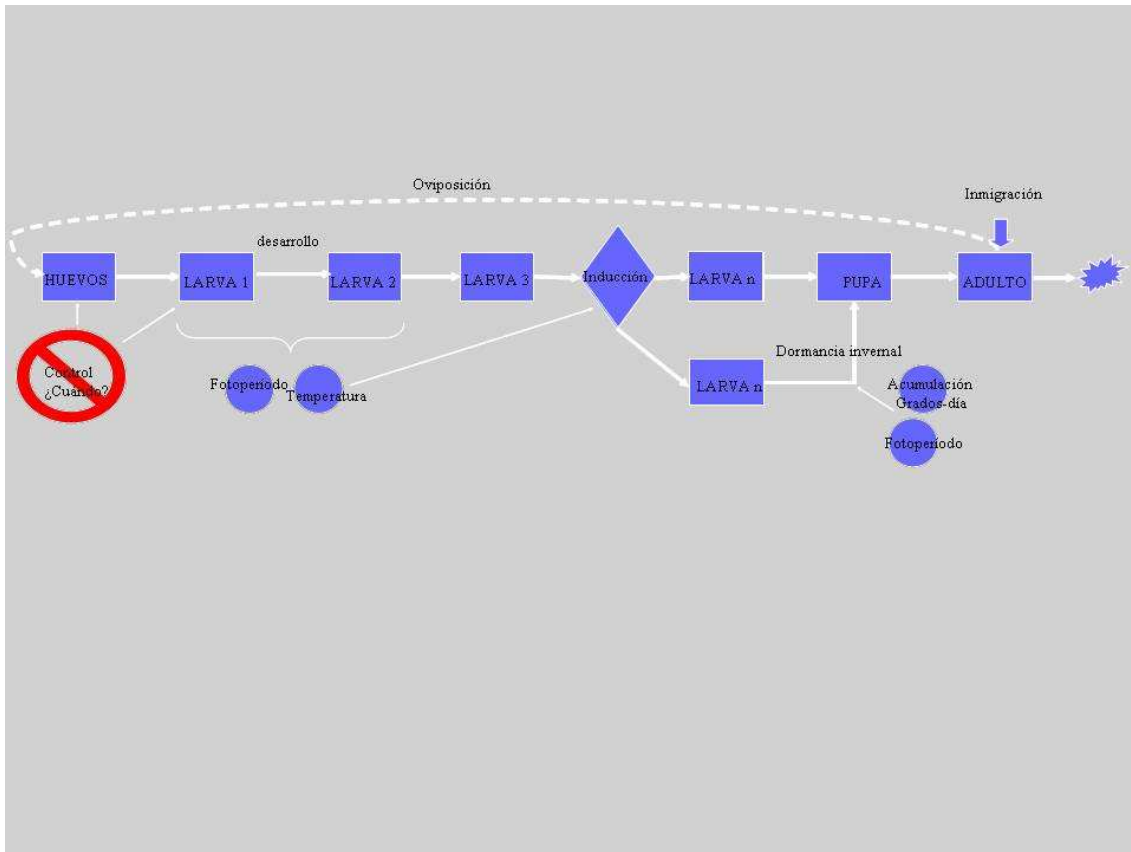 Oviposición
Inmigración
desarrollo
HUEVOS
LARVA 1
LARVA 2
LARVA 3
Inducción
LARVA n
PUPA
ADULTO
Control
¿Cuándo?
Fotoperíodo
Temperatura
LARVA n
Dormancia invernal
Acumulación
Grados-día
Fotoperíodo